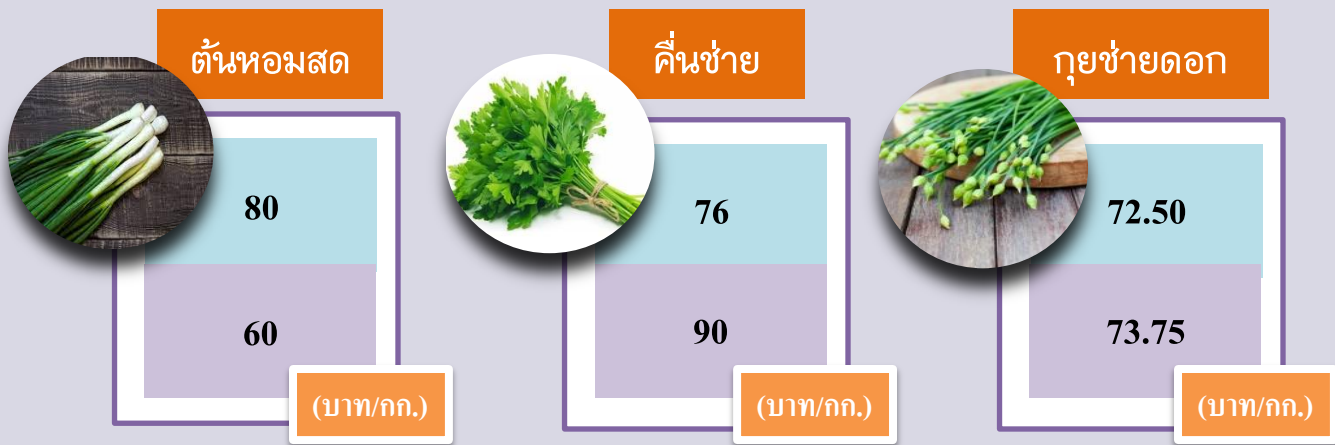 ต้นหอมสด
80
60
(บาท/กก.)
คื่นช่าย
76
90
(บาท/กก.)
กุยช่ายดอก
72.50
73.75
(บาท/กก.)